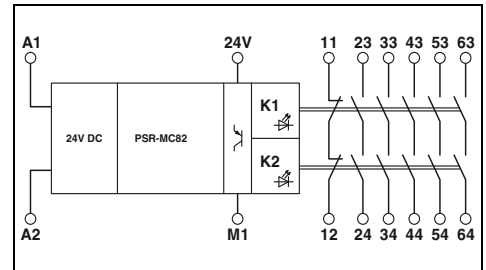 A1 24V 11 23 33 43 53 63
K1
24V DC PSR-MC82
K2
A2 M1 12 24 34 44 54 64